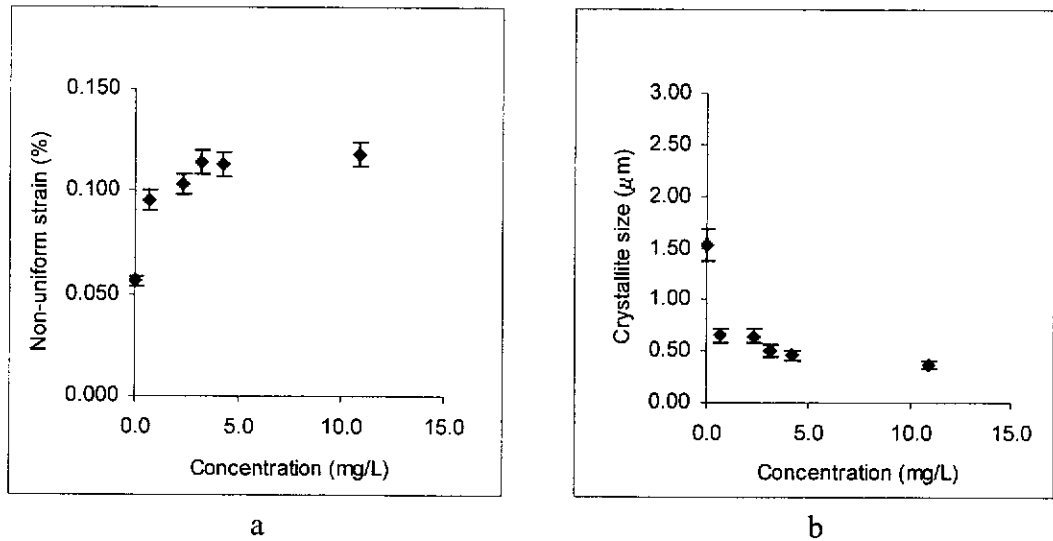 0.150
0.100
0.050
0.000
Non-uniform strain (%)
0.0 5.0 10.0 15.0
Concentration (mg/L)
a
3.00
2.50
2.00
1.50
1.00
0.50
0.00
Crystallite size (μm)
0.0 5.0 10.0 15.0
Concentration (mg/L)
b